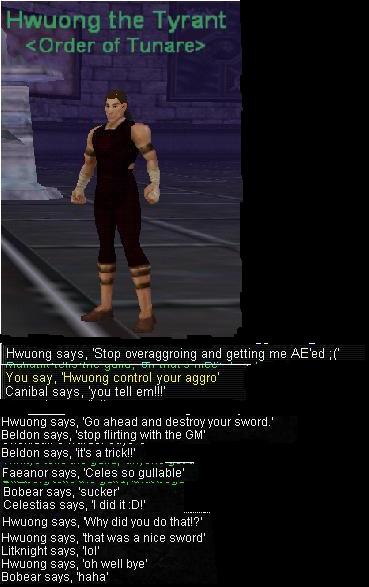 Hwuong the Tyrant
<Order of Tunare>
Hwuong says, 'Stop overaggroing and getting me AE'ed ;('
tells the guild,
You say, 'Hwuong control your aggro'
Canibal says, 'you tell em!!!'
Hwuong says, 'Go ahead and destroy your sword.'
Beldon says, 'stop flirting with the GM'
Beldon says, 'it's a trick!!'
Faeanor says, 'Celes so gullable'
Bobear says, 'sucker'
Celestias says, 'I did it :D!'
Hwuong says, 'Why did you do that!?'
Hwuong says, 'that was a nice sword'
Litknight says, 'lol'
Hwuong says, 'oh well bye'
Bobear says, 'haha'